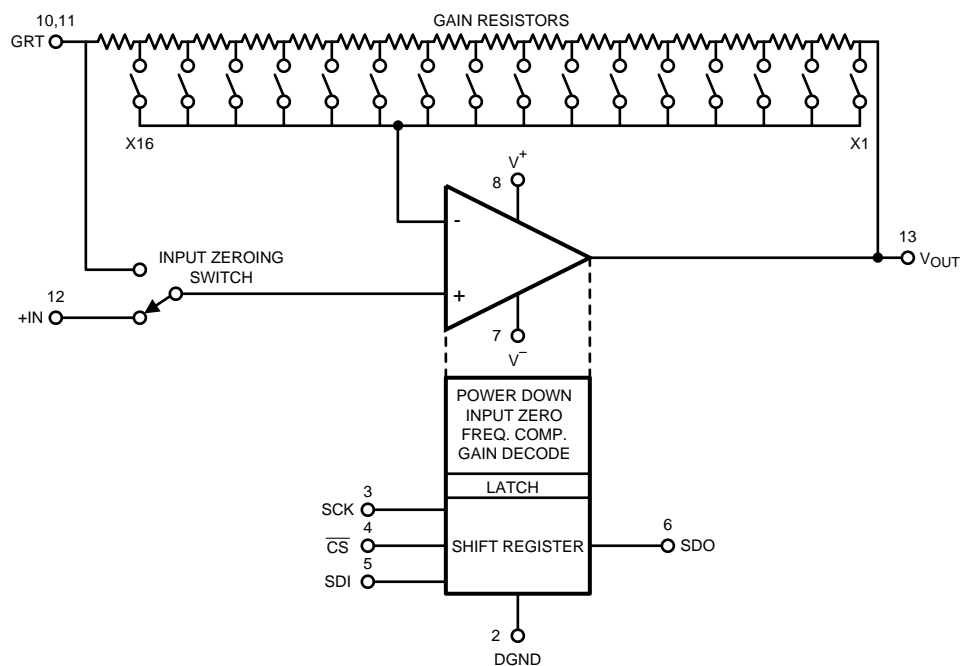 10,11
GRT
GAIN RESISTORS
X16
X1
V+
8
-
INPUT ZEROING
SWITCH
13
VOUT
12
+IN
+
7
V−
POWER DOWN
INPUT ZERO
FREQ. COMP.
GAIN DECODE
LATCH
3
SCK
4
C̅S̅
SHIFT REGISTER
6
SDO
5
SDI
2
DGND